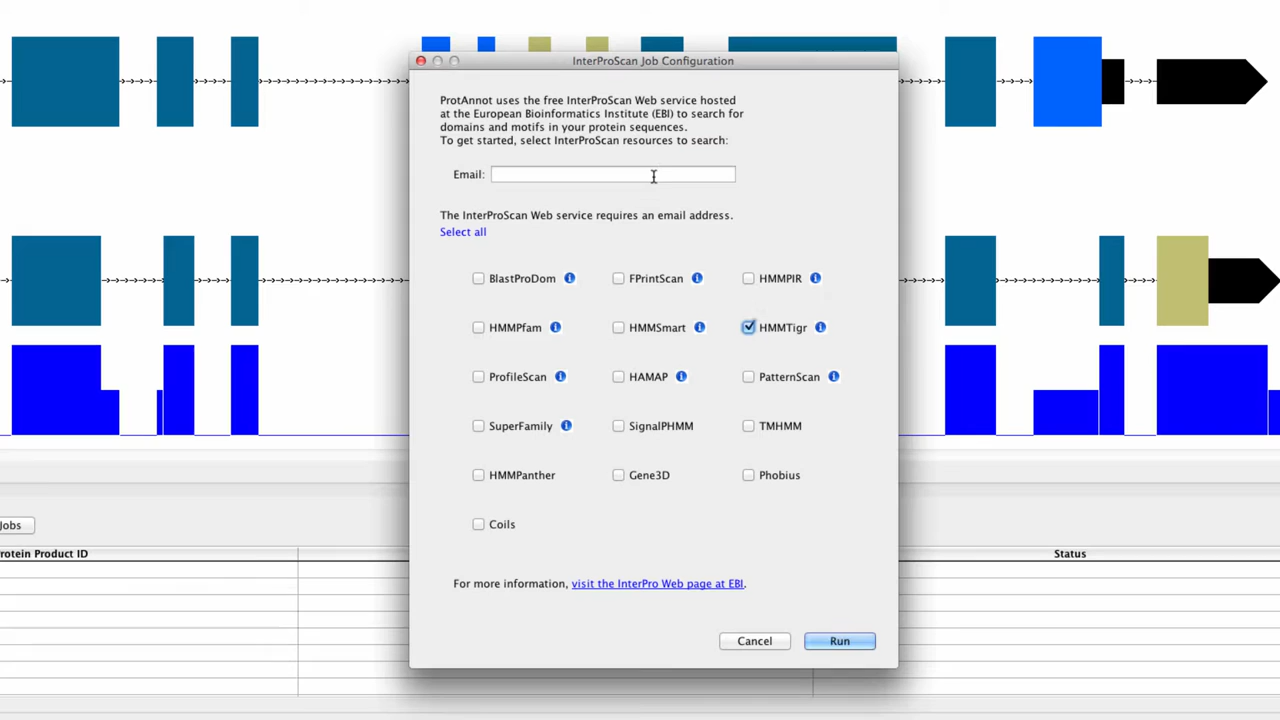 InterProScan Job Configuration
ProtAnnot uses the free InterProScan Web service hosted
at the European Bioinformatics Institute (EBI) to search for
domains and motifs in your protein sequences.
To get started, select InterProScan resources to search:
Email:
The InterProScan Web service requires an email address.
Select all
BlastProDom FPrintScan HMMPIR
HMMPfam HMMSmart HMMTigr
ProfileScan HAMAP PatternScan
SuperFamily SignalPHMM TMHMM
HMMPanther Gene3D Phobius
Coils
Jobs
rotein Product ID Status
For more information, visit the InterPro Web page at EBI.
Cancel Run